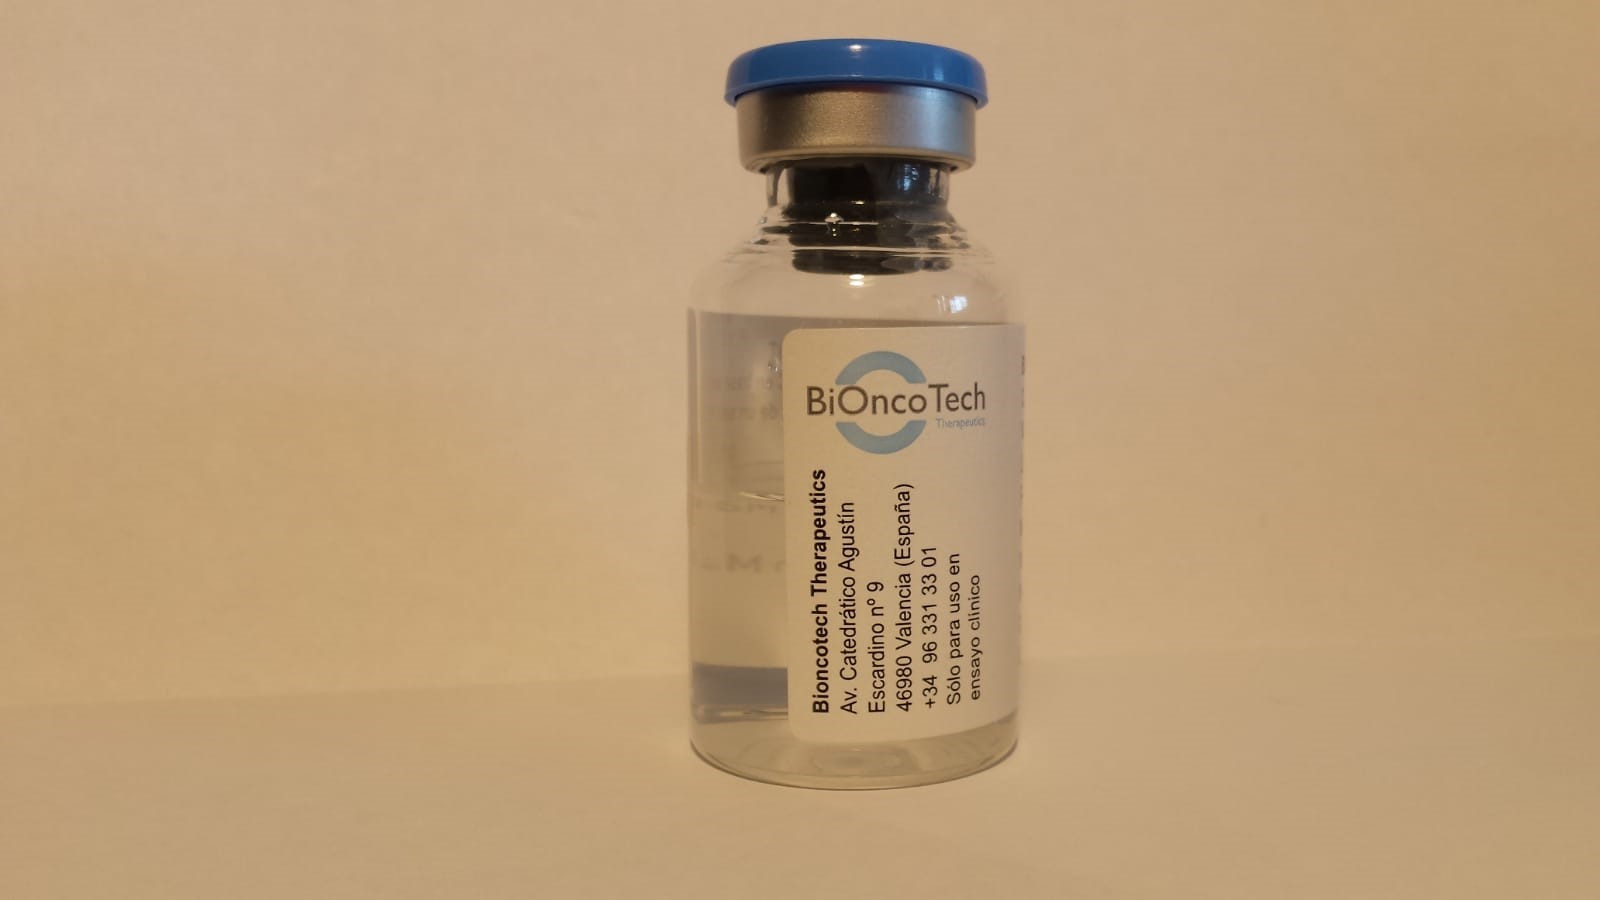 BiOncoTech
Therapeutics
Bioncotech Therapeutics
Av. Catedrático Agustín
Escardino nº 9
46980 Valencia (España)
+34 96 331 33 01
Sólo para uso en
ensayo clínico